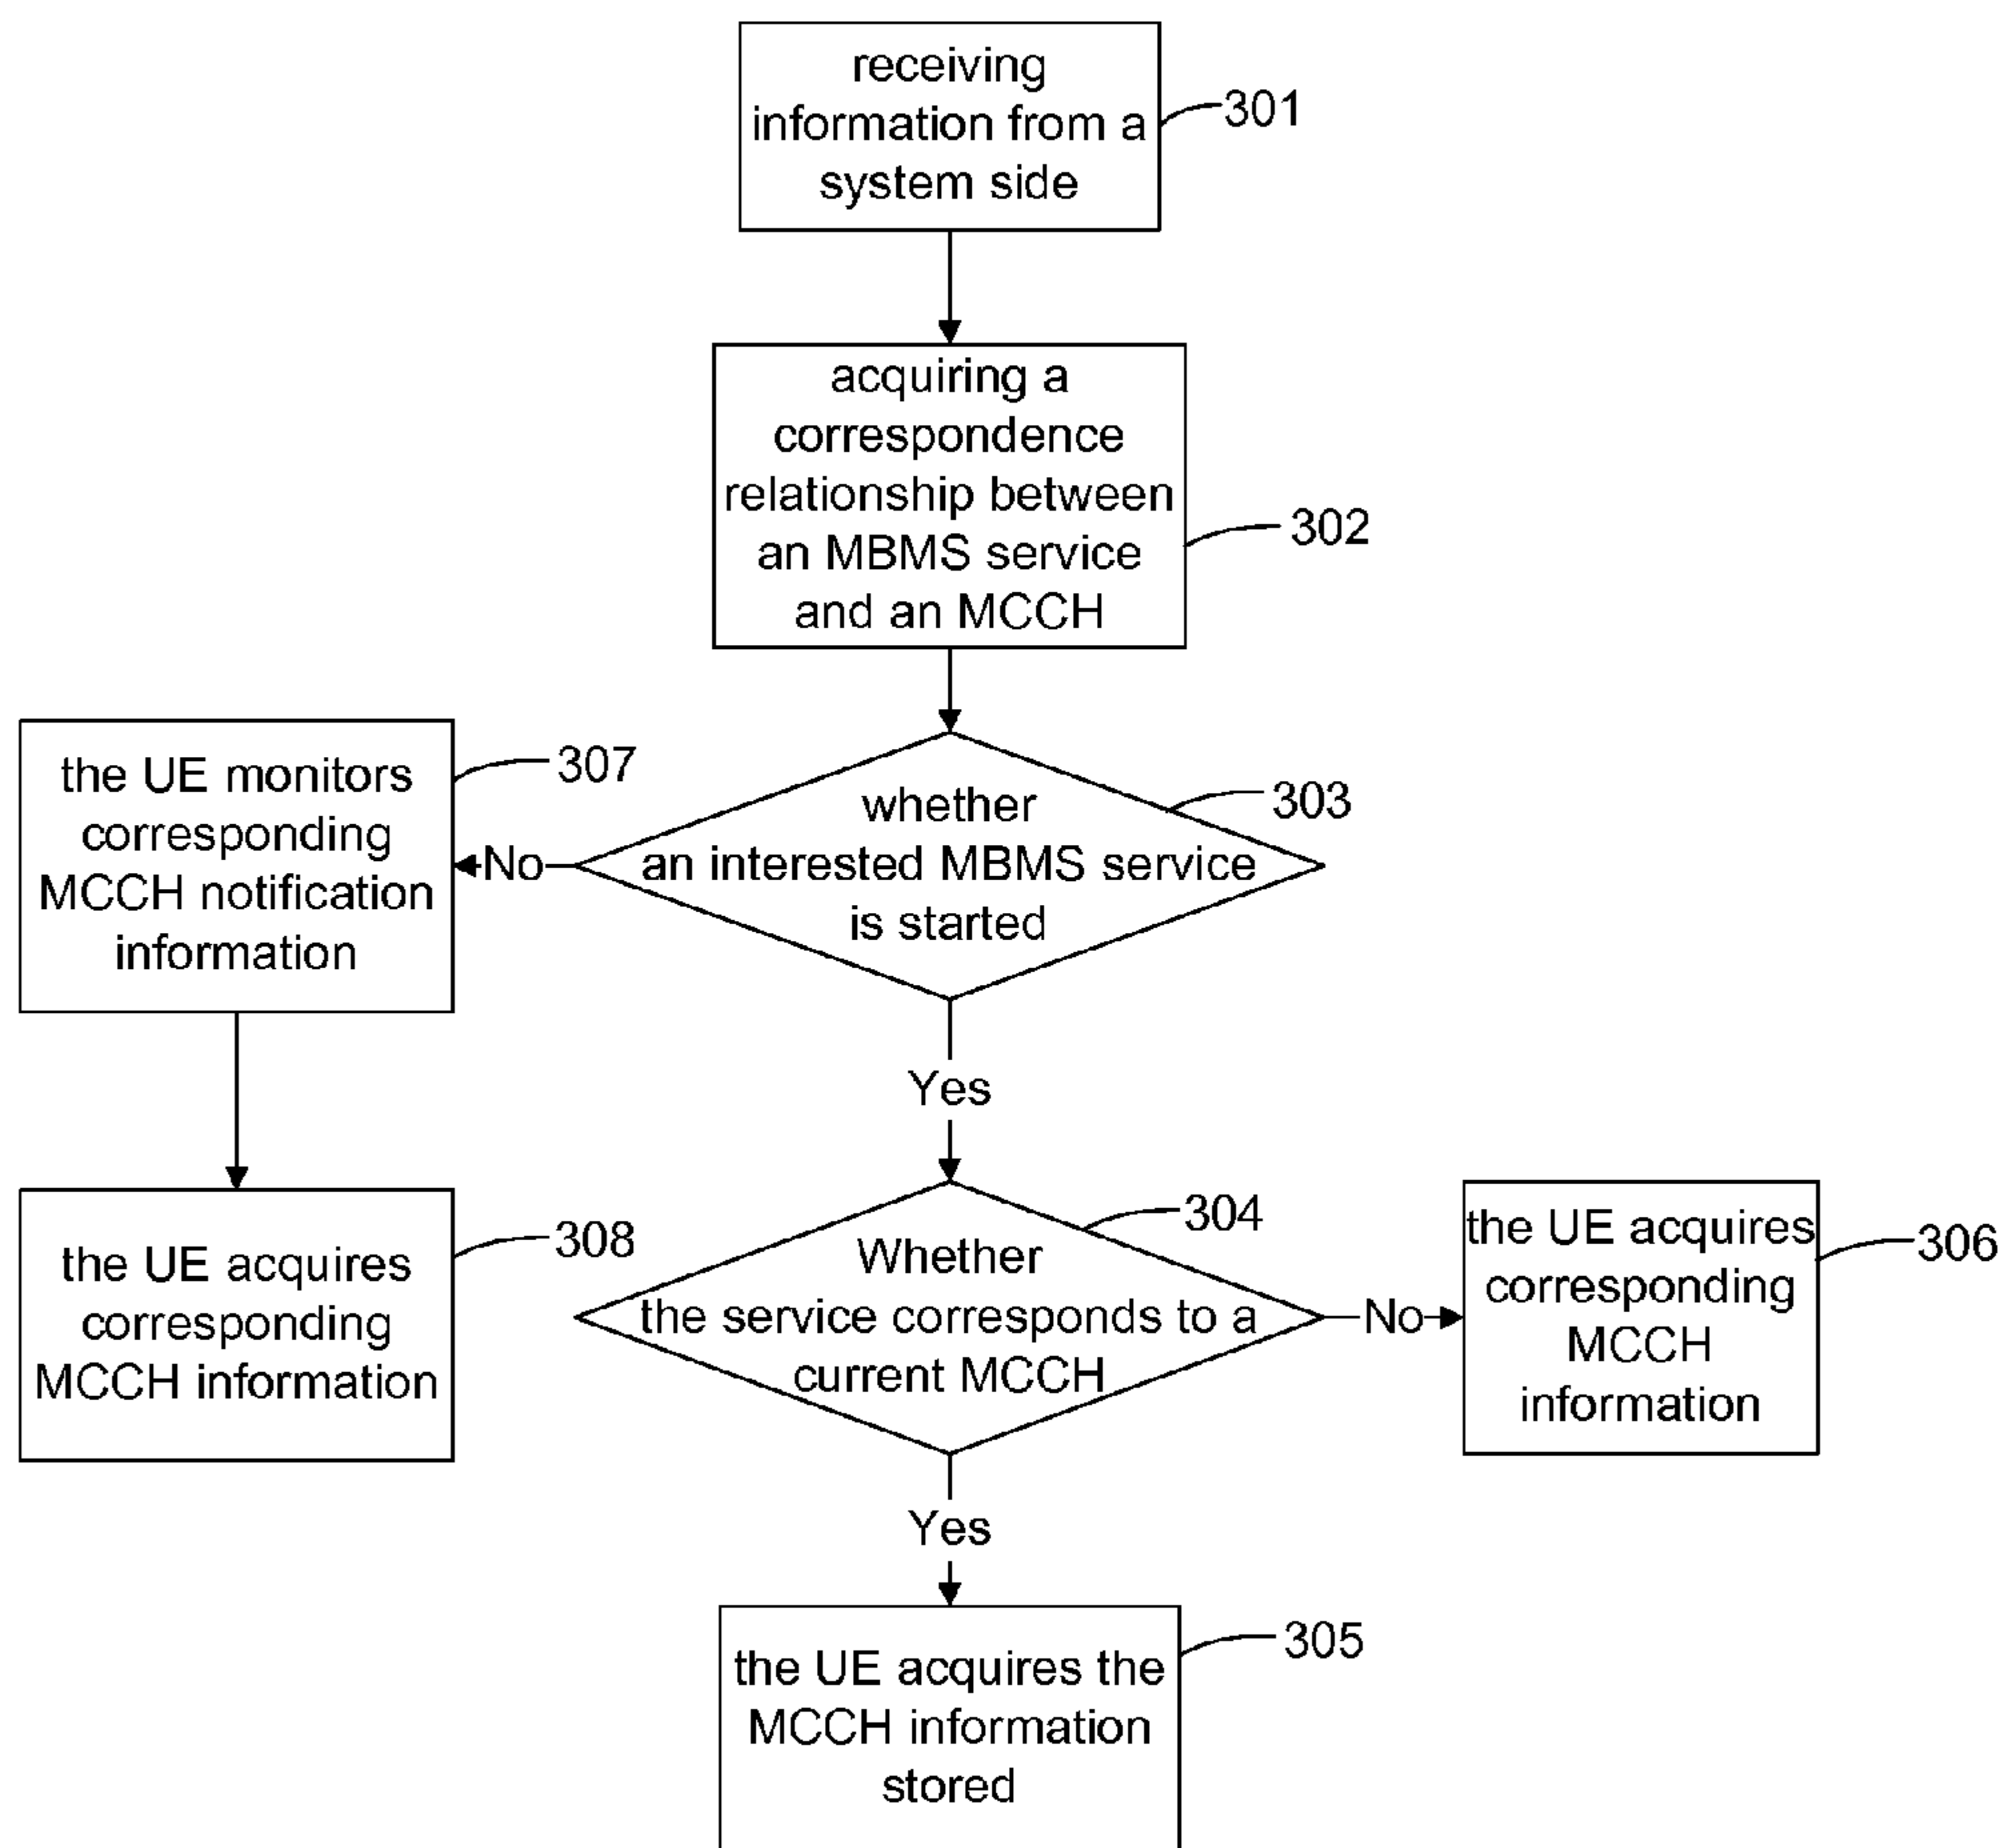 receiving
information from a
system side
301
acquiring a
correspondence
relationship between
an MBMS service
and an MCCH
302
whether
an interested MBMS service
is started
303
No
the UE monitors
corresponding
MCCH notification
information
307
the UE acquires
corresponding
MCCH information
308
Yes
Whether
the service corresponds to a
current MCCH
304
No
the UE acquires
corresponding
MCCH
information
306
Yes
the UE acquires the
MCCH information
stored
305